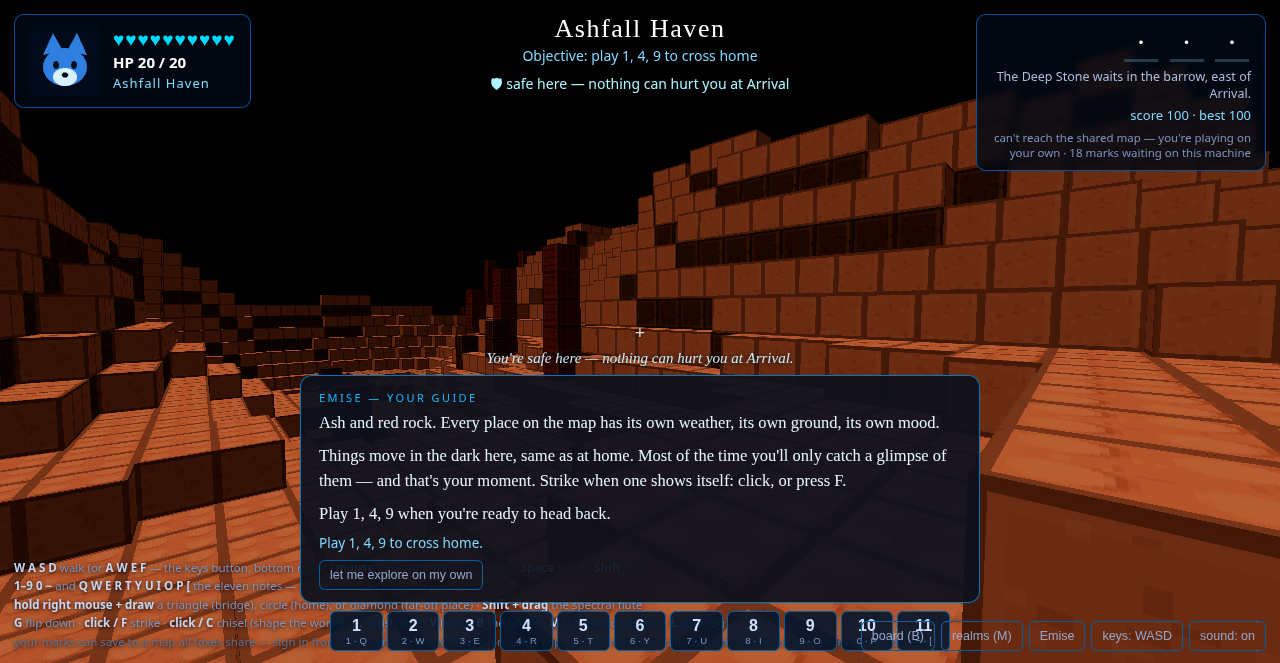 Ashfall Haven
Objective: play 1, 4, 9 to cross home
safe here — nothing can hurt you at Arrival
HP 20 / 20
Ashfall Haven
The Deep Stone waits in the barrow, east of
Arrival.
score 100 · best 100
can't reach the shared map — you're playing on
your own · 18 marks waiting on this machine
You're safe here — nothing can hurt you at Arrival.
EMISE — YOUR GUIDE
Ash and red rock. Every place on the map has its own weather, its own ground, its own mood.
Things move in the dark here, same as at home. Most of the time you'll only catch a glimpse of
them — and that's your moment. Strike when one shows itself: click, or press F.
Play 1, 4, 9 when you're ready to head back.
Play 1, 4, 9 to cross home.
let me explore on my own
W A S D walk (or A W E F — the keys button, bottom
1–9 0 – and Q W E R T Y U I O P [ the eleven notes —
hold right mouse + draw a triangle (bridge), circle (home), or diamond (far-off place) · Shift + drag the spectral flute
G flip down · click / F strike · click / C chisel (shape the
your marks can save to a map all foxes share — sign in
1 2 3 4 5 6 7 8 9 10 11
1 · Q 2 · W 3 · E 4 · R 5 · T 6 · Y 7 · U 8 · I 9 · O
board (B) realms (M) Emise keys: WASD sound: on